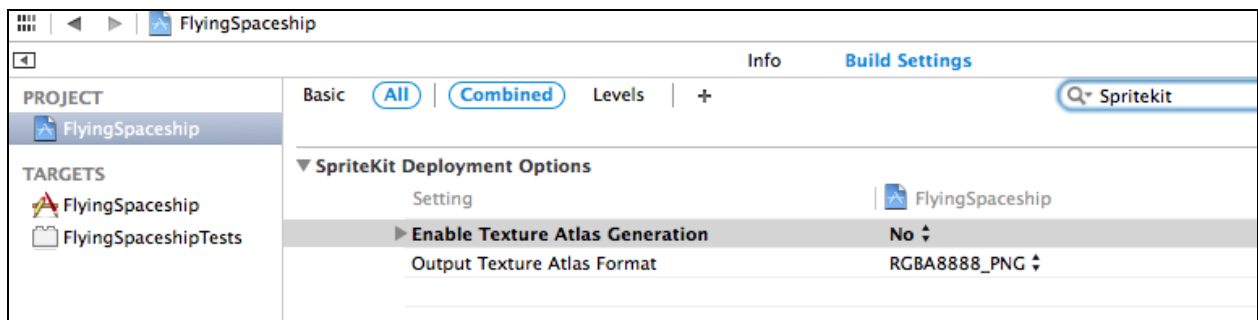 FlyingSpaceship
Info Build Settings
PROJECT
Basic All Combined Levels + Spritekit
FlyingSpaceship
TARGETS
SpriteKit Deployment Options
FlyingSpaceship
Setting FlyingSpaceship
FlyingSpaceshipTests
Enable Texture Atlas Generation No
Output Texture Atlas Format RGBA8888_PNG